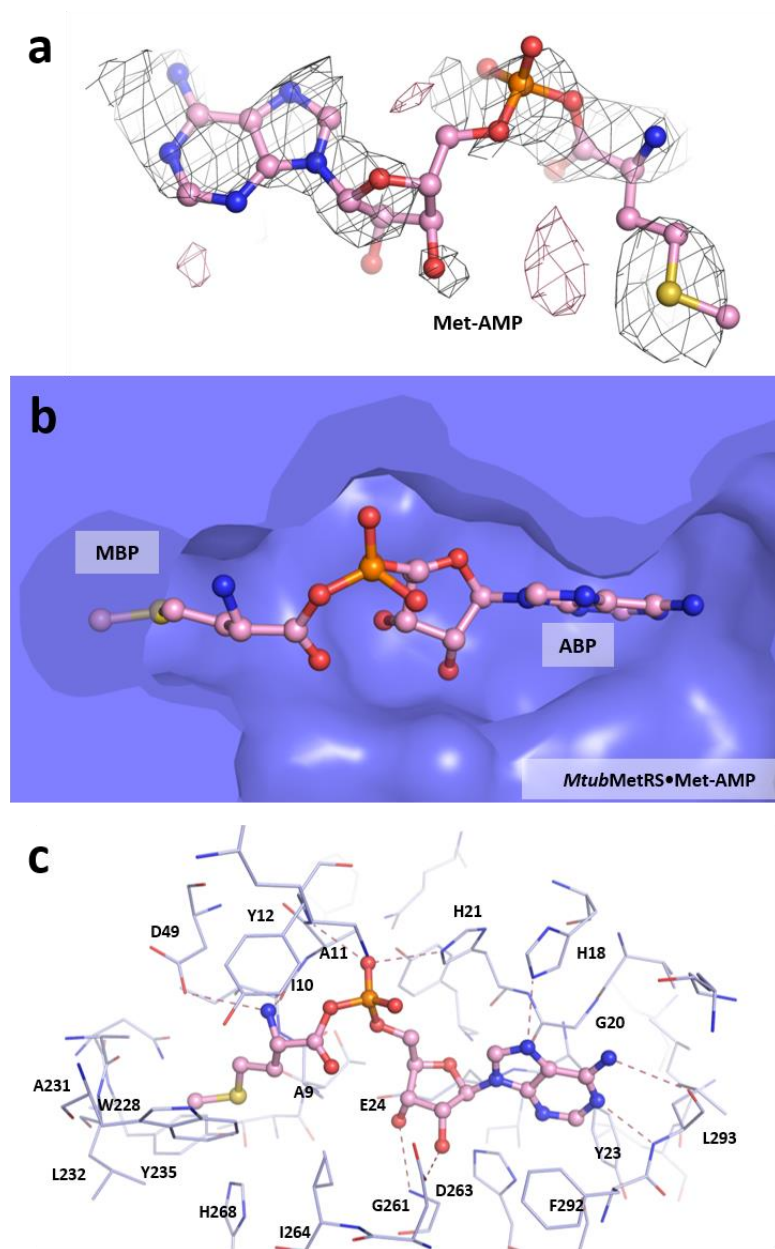 a
Met-AMP
b
MBP
ABP
MtubMetRS•Met-AMP
c
D49
Y12
A11
H21
H18
I10
G20
A231
W228
A9
E24
L293
L232
Y235
Y23
D263
G261
F292
H268
I264